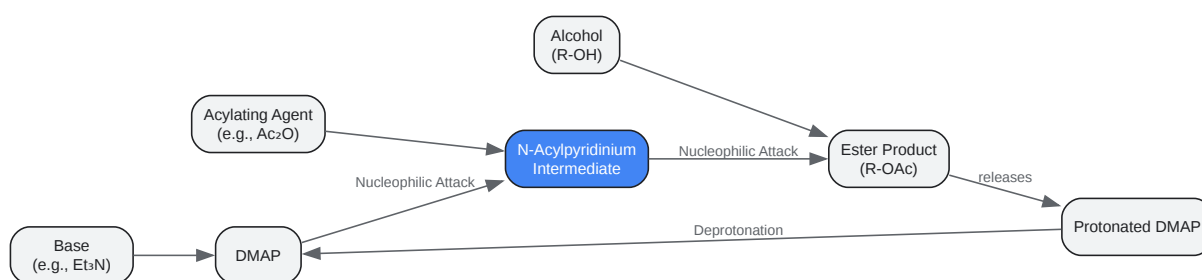 Alcohol
(R-OH)
Acylating Agent
(e.g., Ac₂O)
N-Acylpyridinium
Intermediate
Nucleophilic Attack
Ester Product
(R-OAc)
Nucleophilic Attack
releases
Protonated DMAP
Deprotonation
Base
(e.g., Et₃N)
DMAP